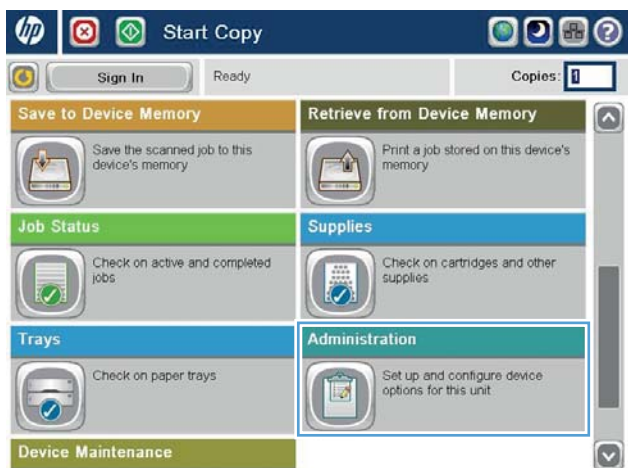 hp
Start Copy
?
Sign In
Ready
Copies: 1
Save to Device Memory
Save the scanned job to this
device's memory
Retrieve from Device Memory
Print a job stored on this device's
memory
Job Status
Check on active and completed
jobs
Supplies
Check on cartridges and other
supplies
Trays
Check on paper trays
Administration
Set up and configure device
options for this unit
Device Maintenance